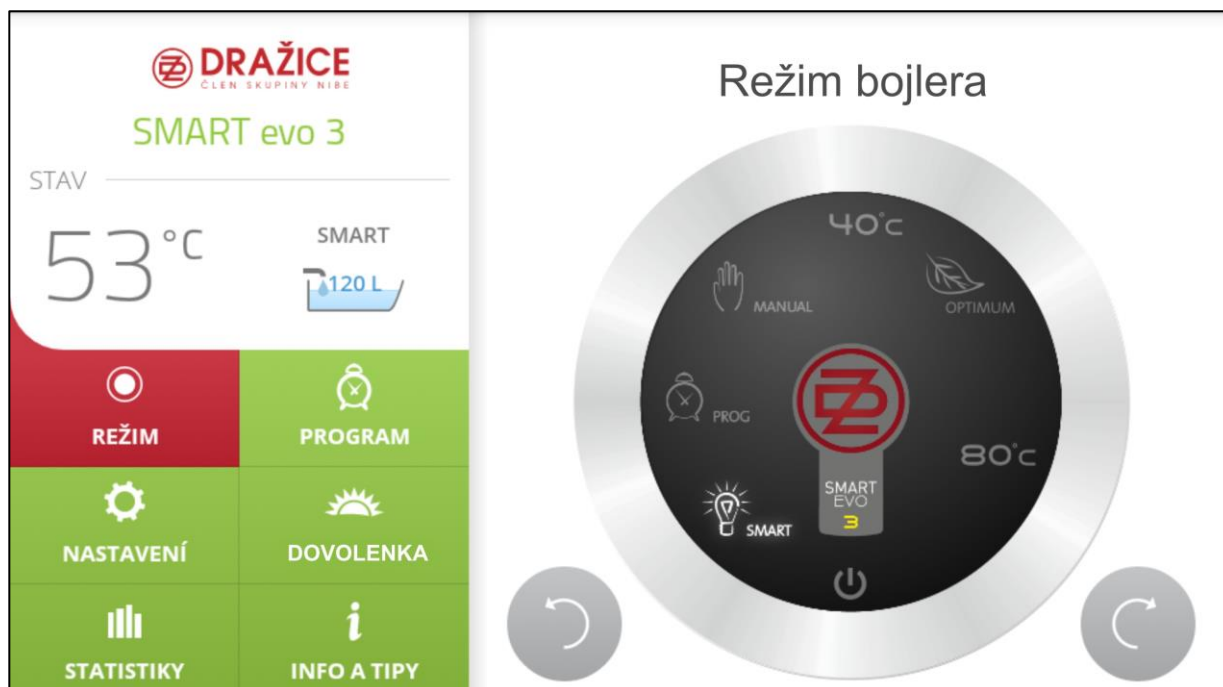 DRAŽICE
ČLEN SKUPINY NIBE
SMART evo 3
STAV
53 °C
SMART
120 L
REŽIM
PROGRAM
NASTAVENÍ
DOVOLENKA
STATISTIKY
INFO A TIPY
Režim bojlera
40°C
MANUAL
OPTIMUM
PROG
80°C
SMART
EVO
3
SMART